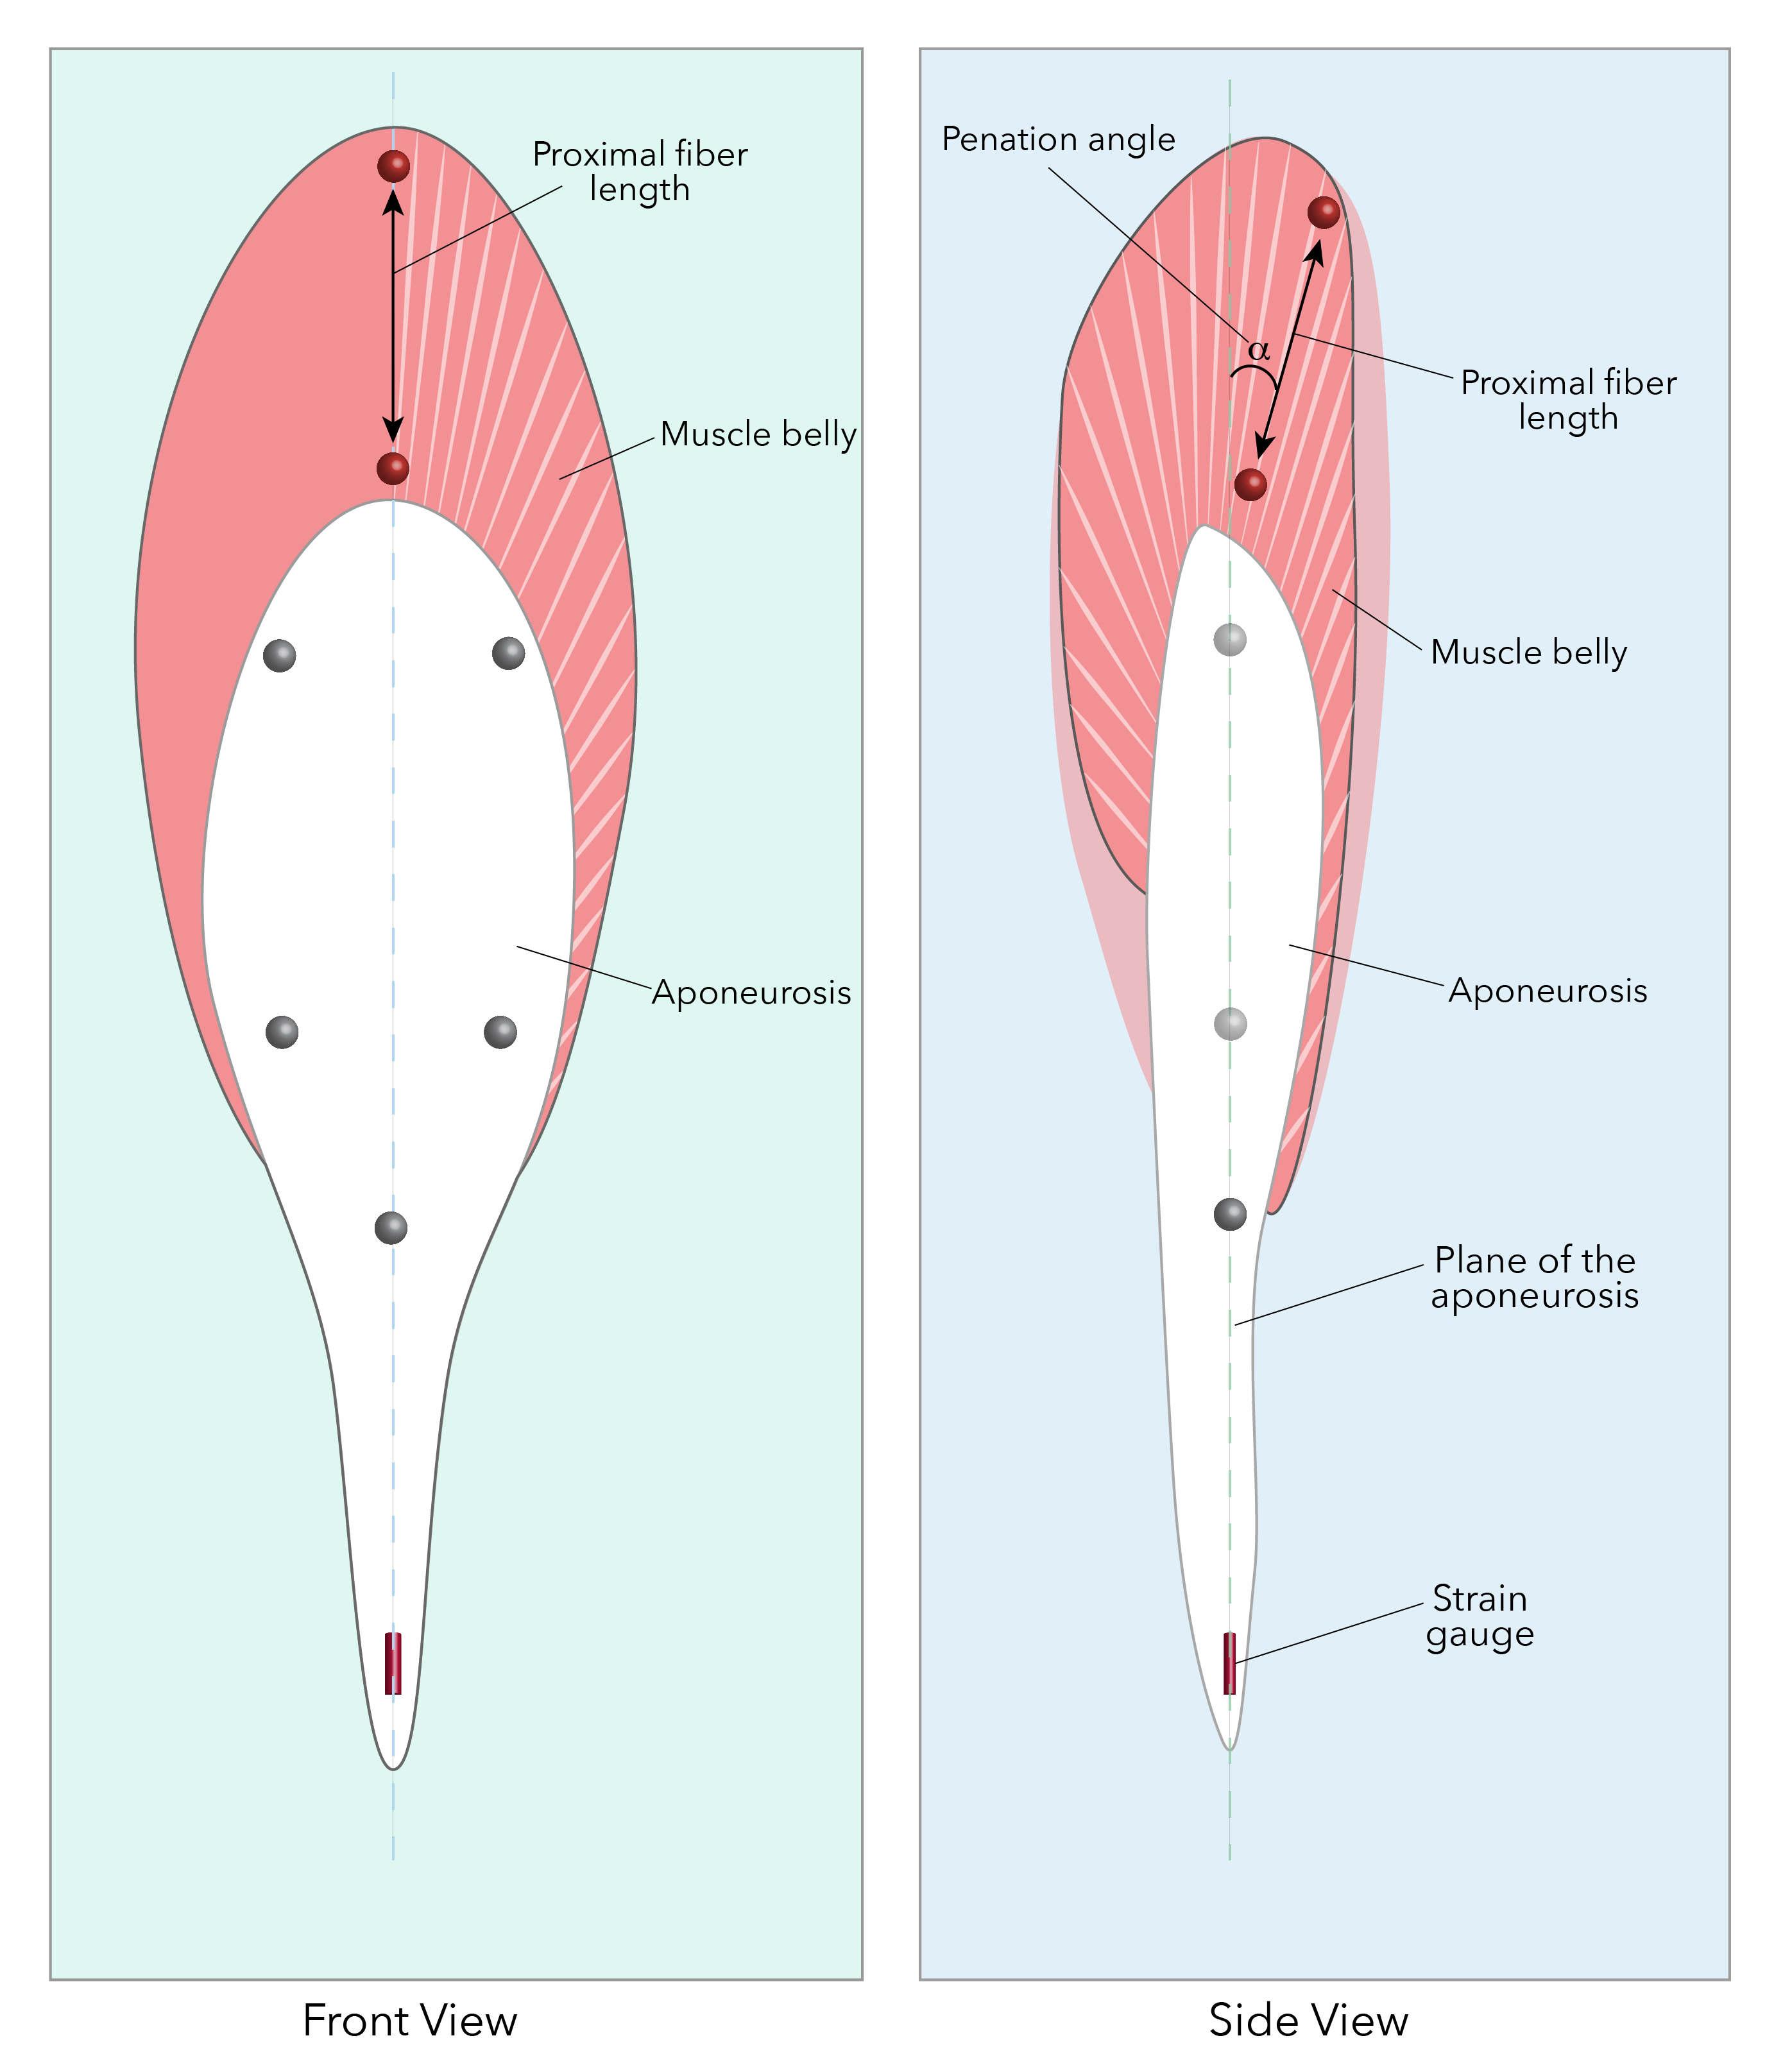 Proximal fiber
length
Muscle belly
Aponeurosis
Front View
Penation angle
α
Proximal fiber
length
Muscle belly
Aponeurosis
Plane of the
aponeurosis
Strain
gauge
Side View